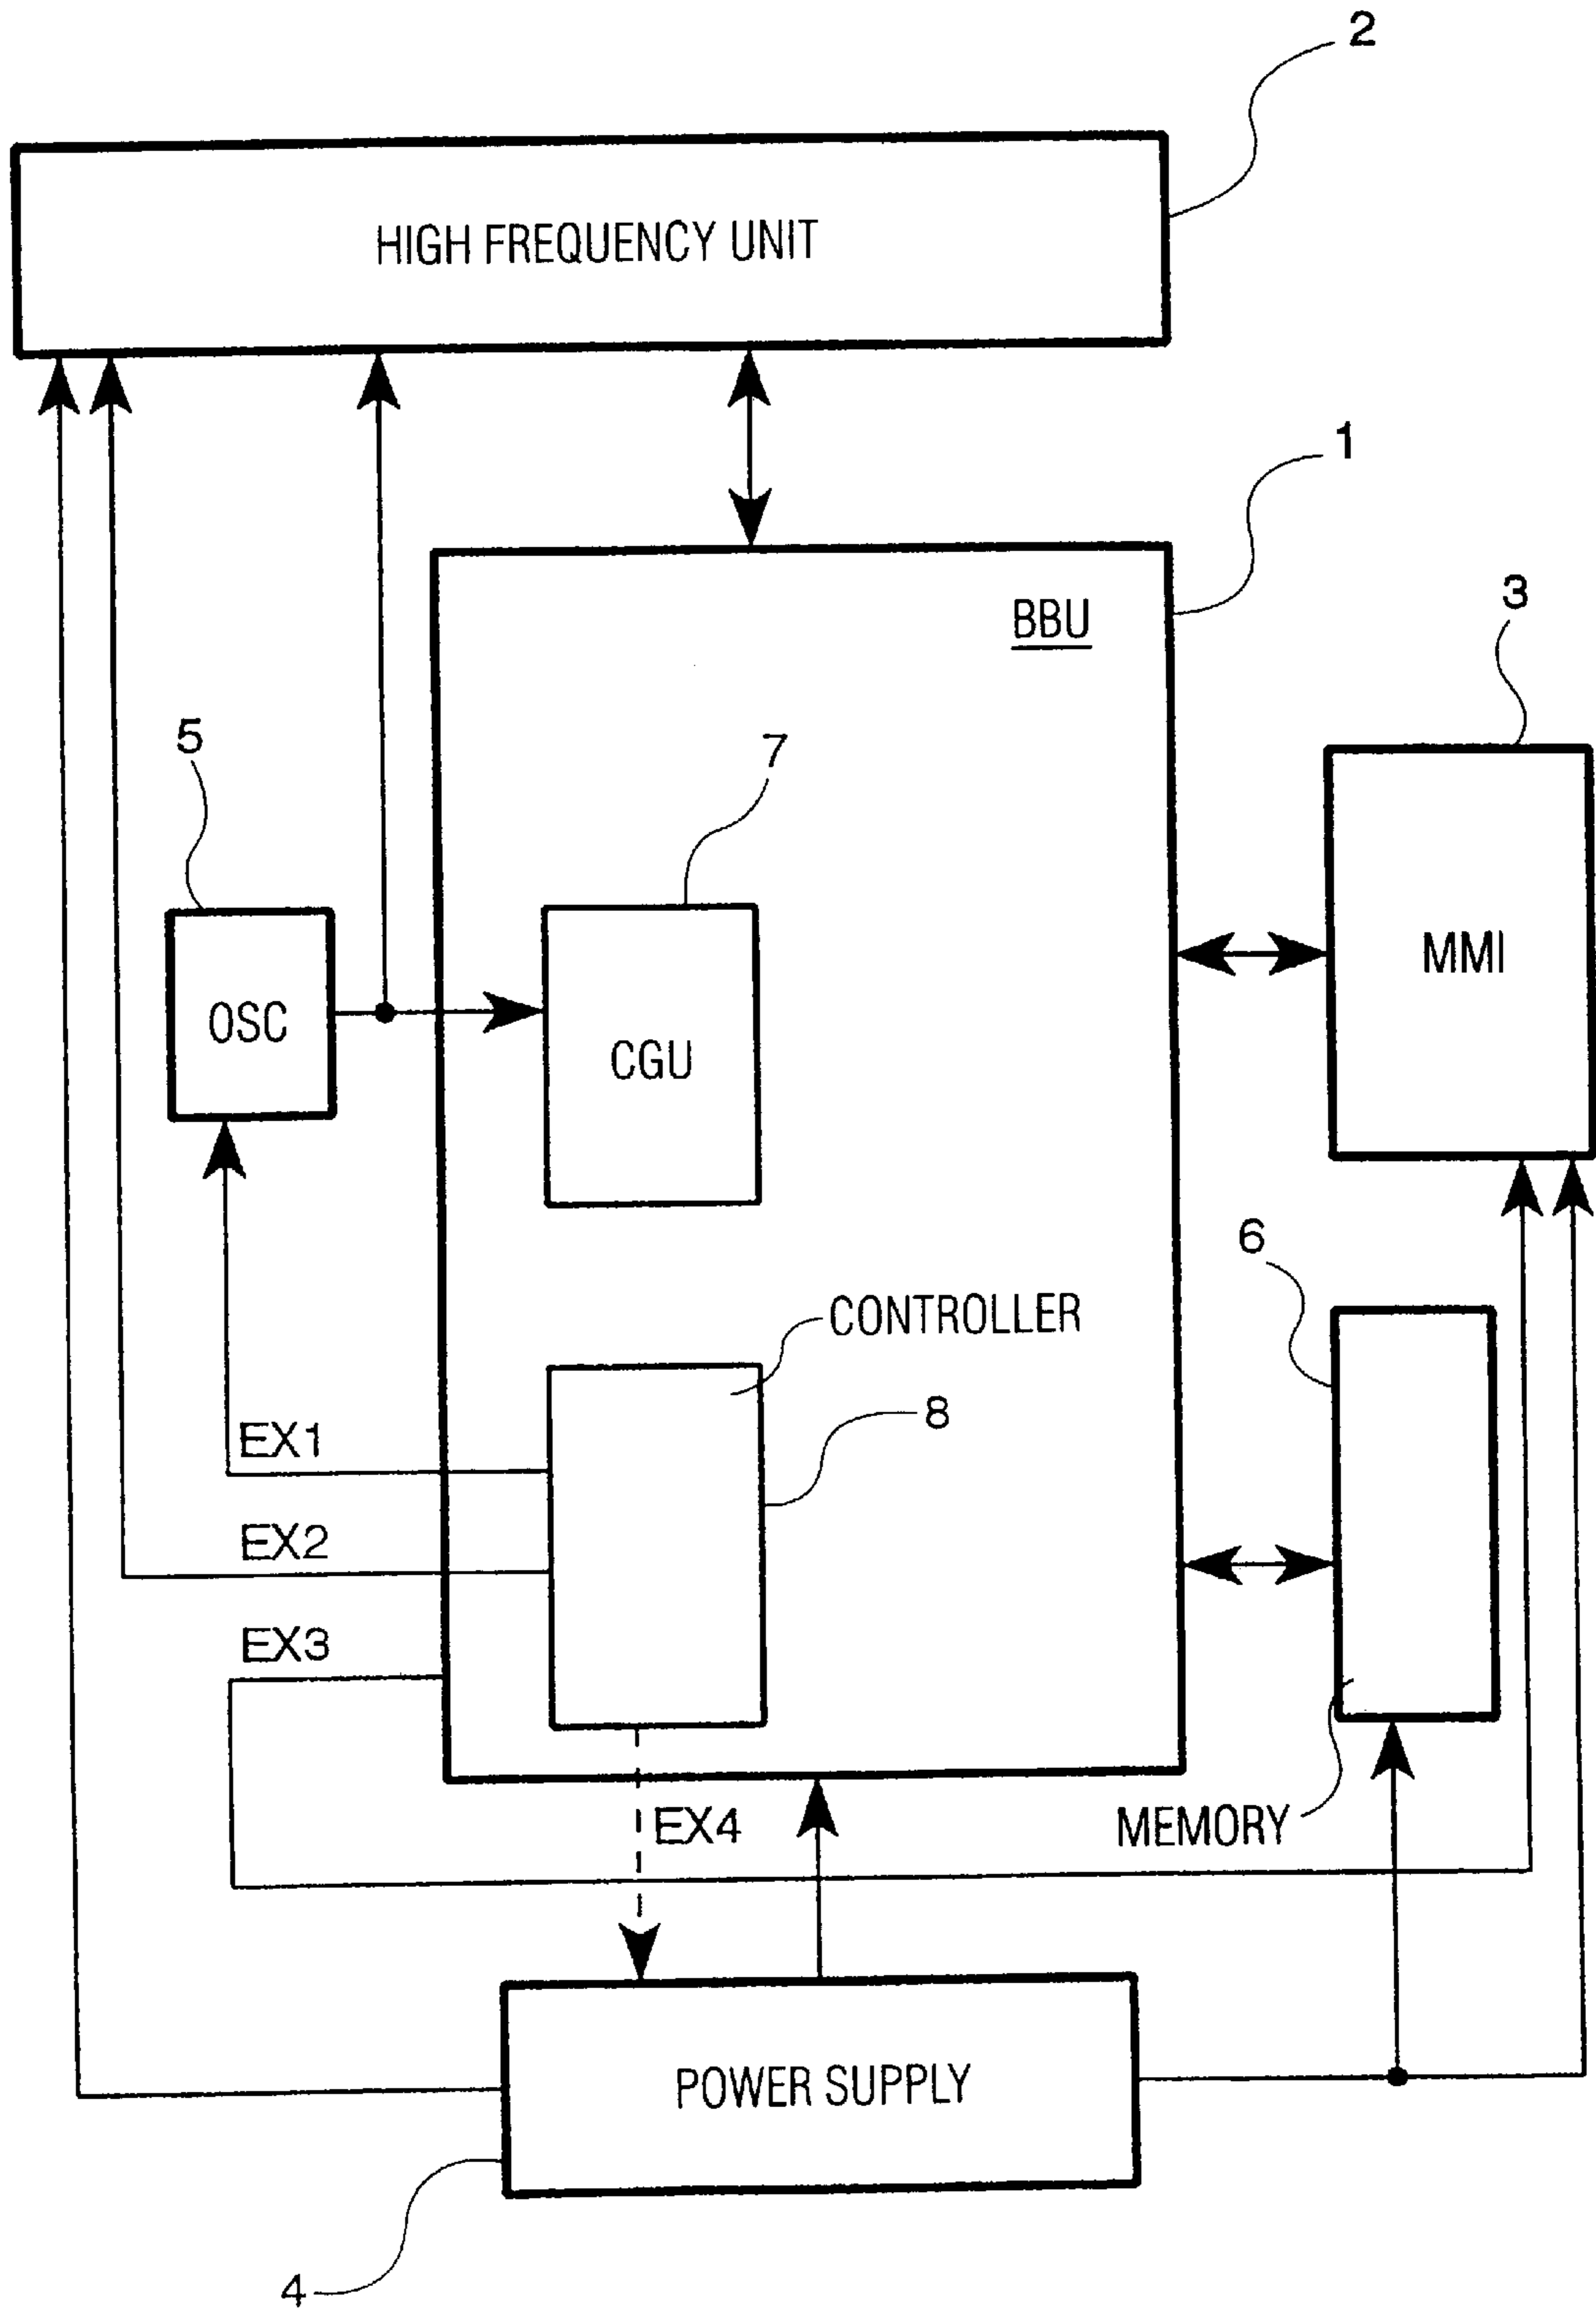 2
HIGH FREQUENCY UNIT
1
BBU
3
5
7
OSC
CGU
MMI
6
CONTROLLER
8
EX1
EX2
EX3
EX4
MEMORY
POWER SUPPLY
4